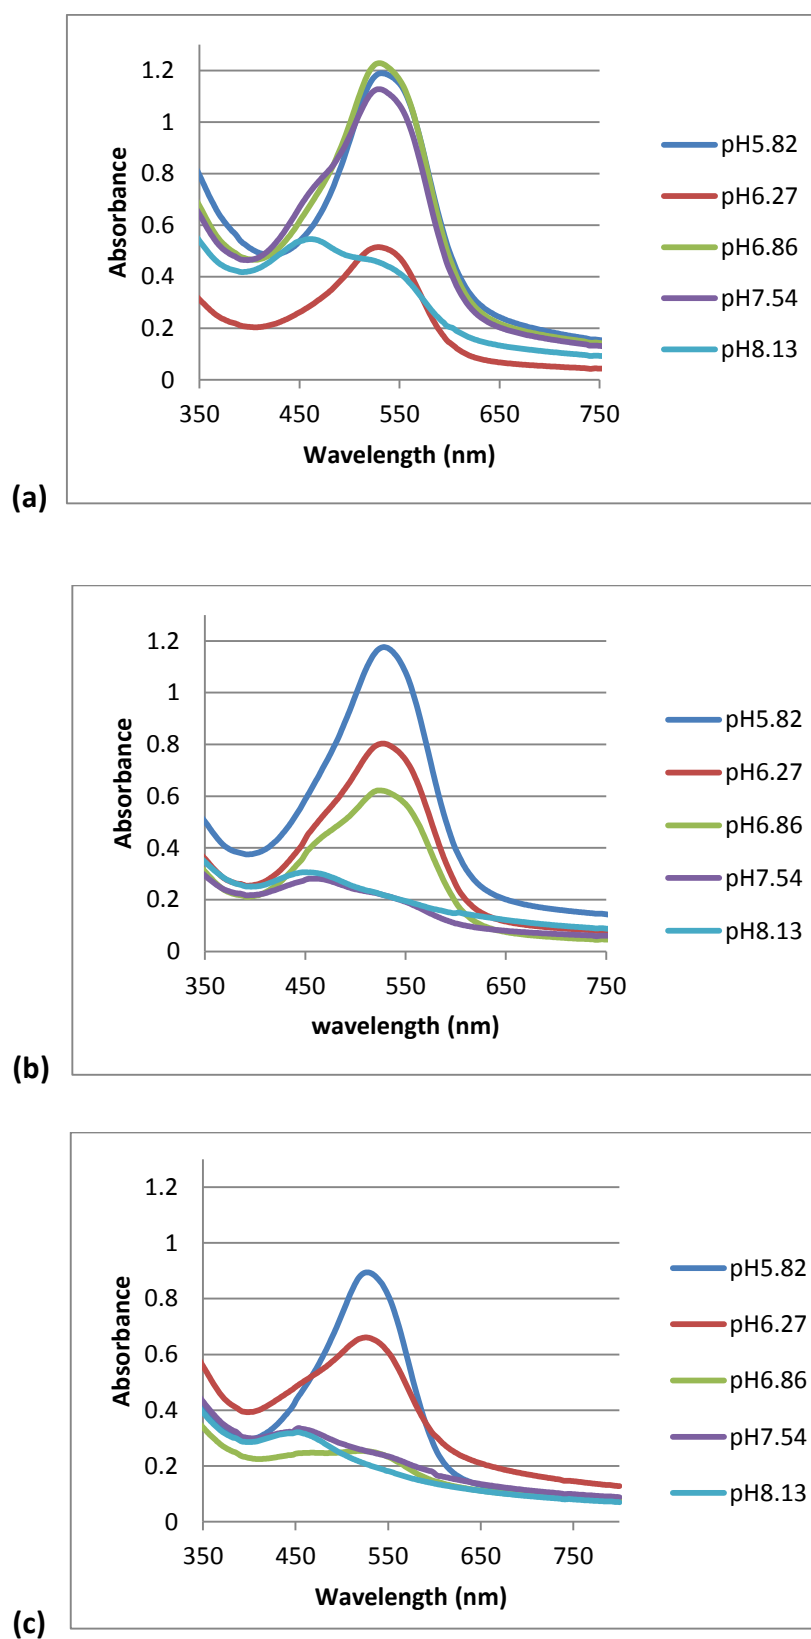 1.2
1
0.8
0.6
0.4
0.2
0
Absorbance
350 450 550 650 750
Wavelength (nm)
pH5.82
pH6.27
pH6.86
pH7.54
pH8.13
(a)
1.2
1
0.8
0.6
0.4
0.2
0
Absorbance
350 450 550 650 750
wavelength (nm)
pH5.82
pH6.27
pH6.86
pH7.54
pH8.13
(b)
1.2
1
0.8
0.6
0.4
0.2
0
Absorbance
350 450 550 650 750
Wavelength (nm)
pH5.82
pH6.27
pH6.86
pH7.54
pH8.13
(c)